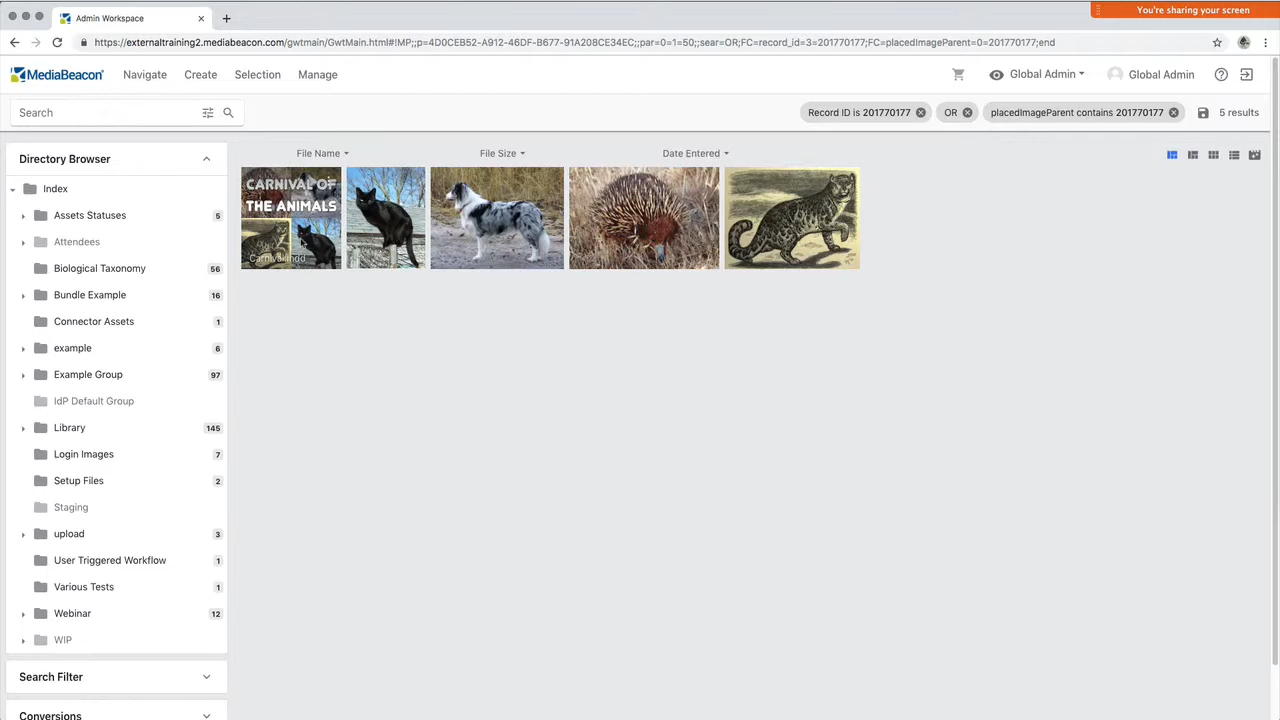 You're sharing your screen
Admin Workspace
https://externaltraining2.mediabeacon.com/gwtmain/GwtMain.html#!MP;;p=4D0CEB52-A912-46DF-B677-91A208CE34EC;;par=0=1=50;;sear=OR;FC=record_id=3=201770177;FC=placedImageParent=0=201770177;end
MediaBeacon Navigate Create Selection Manage Global Admin Global Admin
Search Record ID is 201770177 OR placedImageParent contains 201770177 5 results
Directory Browser
File Name File Size Date Entered
CARNIVAL OF
THE ANIMALS
Carnival.indd
Index
Assets Statuses 5
Attendees
Biological Taxonomy 56
Bundle Example 16
Connector Assets 1
example 6
Example Group 97
IdP Default Group
Library 145
Login Images 7
Setup Files 2
Staging
upload 3
User Triggered Workflow 1
Various Tests 1
Webinar 12
WIP
Search Filter
Conversions